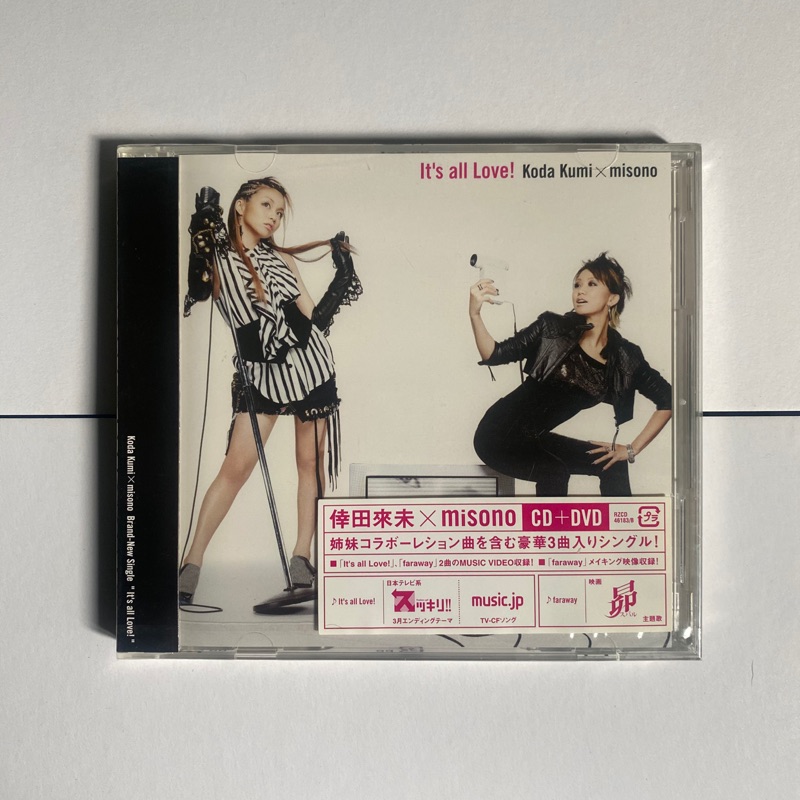 It's all Love! Koda Kumi×misono
Koda Kumi×misono Brand-New Single "It's all Love!"
倖田來未×misono CD+DVD
RZCD
46183/B
プラ
姉妹コラボーレション曲を含む豪華3曲入りシングル!
■「It's all Love!」、「faraway」2曲のMUSIC VIDEO収録! ■「faraway」メイキング映像収録!
♪It's all Love!
日本テレビ系
スッキリ!!
3月エンディングテーマ
music.jp
TV-CFソング
♪faraway
映画
昴
スバル
主題歌